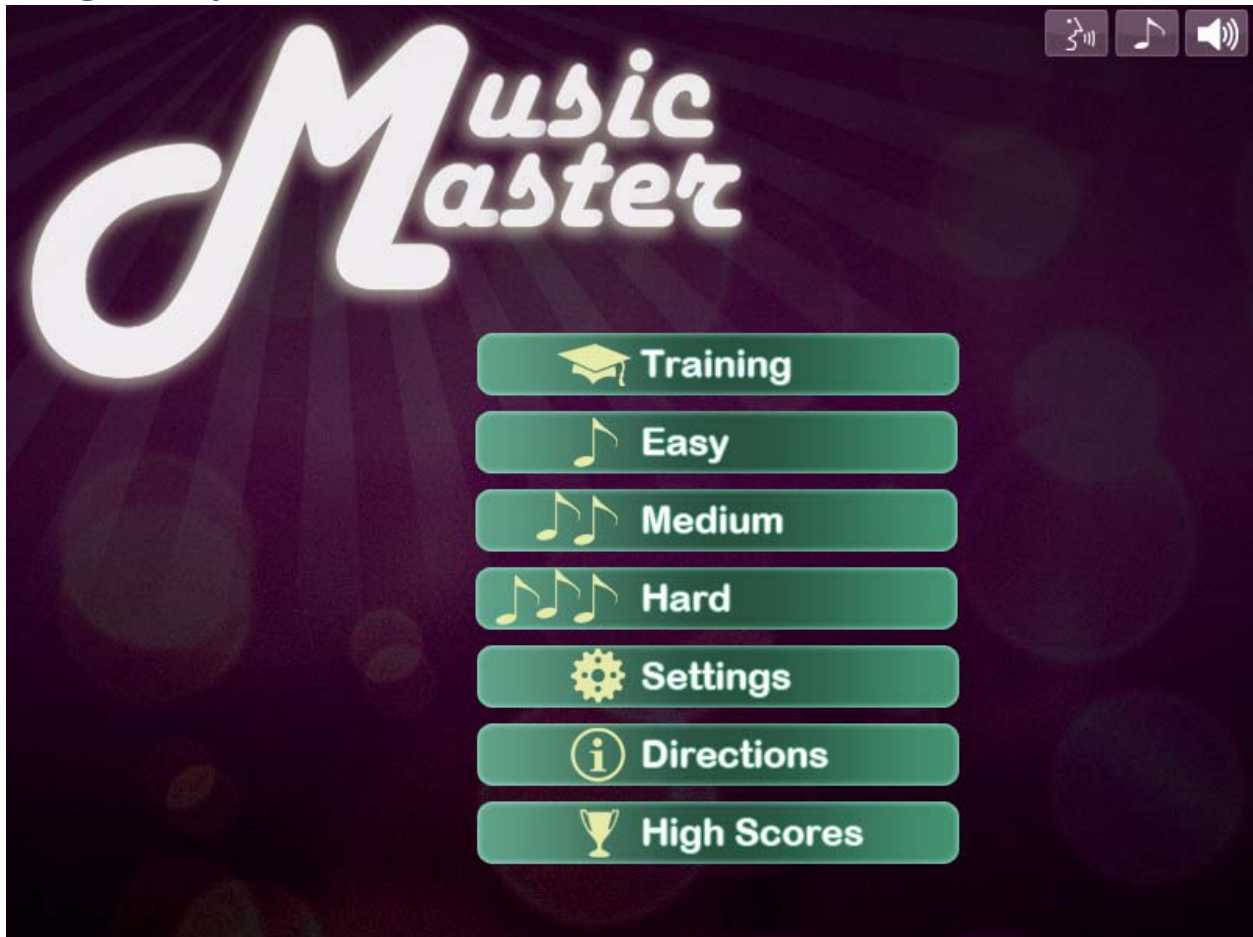 Music
Master
Training
Easy
Medium
Hard
Settings
Directions
High Scores